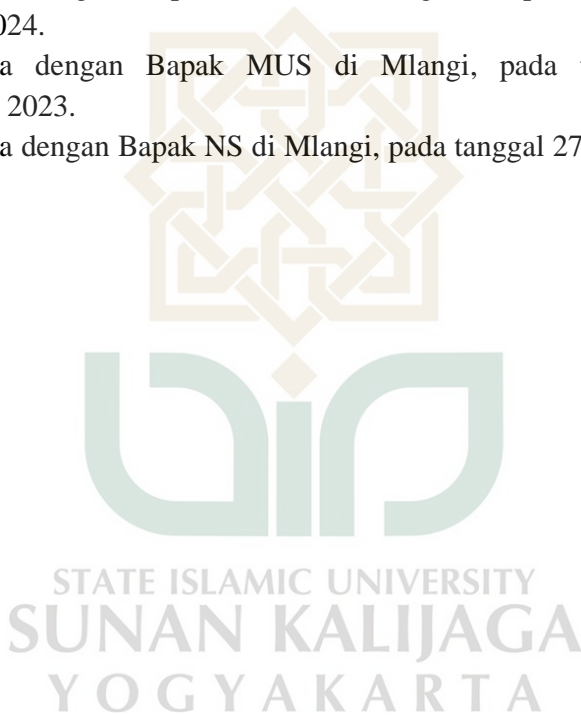 024.
a dengan Bapak MUS di Mlangi, pada
2023.
a dengan Bapak NS di Mlangi, pada tanggal 27
STATE ISLAMIC UNIVERSITY
SUNAN KALIJAGA
YOGYAKARTA